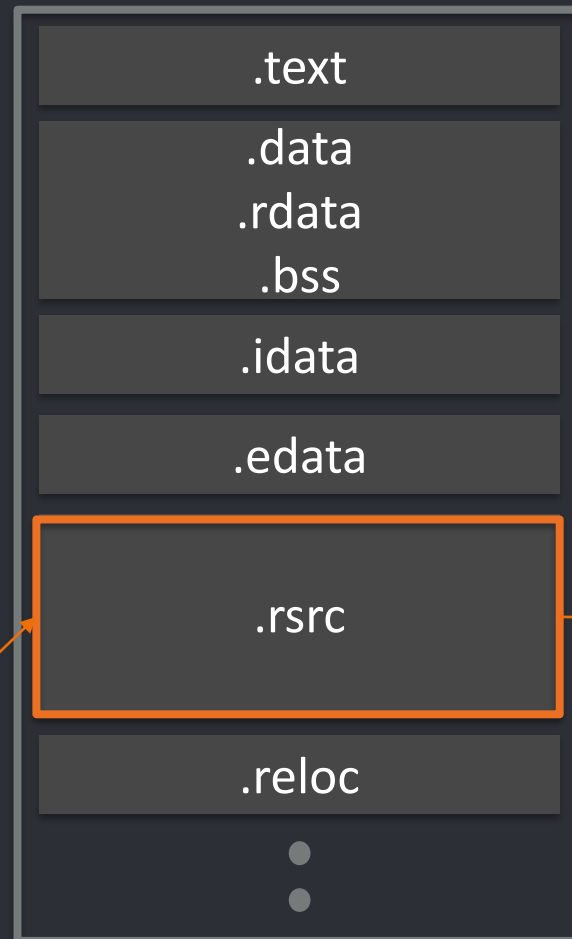 .text
.data
.rdata
.bss
.idata
.edata
.rsrc
.reloc